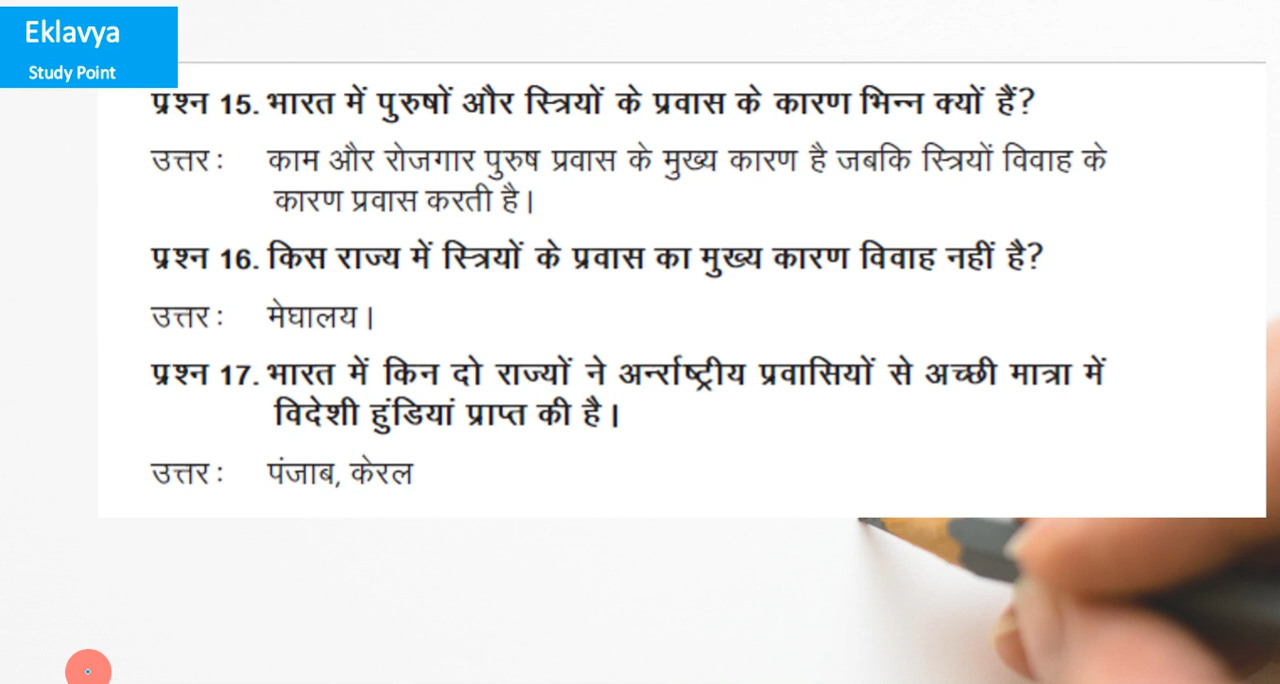 Eklavya
Study Point
प्रश्न 15. भारत में पुरुषों और स्त्रियों के प्रवास के कारण भिन्न क्यों हैं?
उत्तर : काम और रोजगार पुरुष प्रवास के मुख्य कारण है जबकि स्त्रियों विवाह के
कारण प्रवास करती है।
प्रश्न 16. किस राज्य में स्त्रियों के प्रवास का मुख्य कारण विवाह नहीं है?
उत्तर : मेघालय।
प्रश्न 17. भारत में किन दो राज्यों ने अर्न्राष्ट्रीय प्रवासियों से अच्छी मात्रा में
विदेशी हुंडियां प्राप्त की है।
उत्तर : पंजाब, केरल